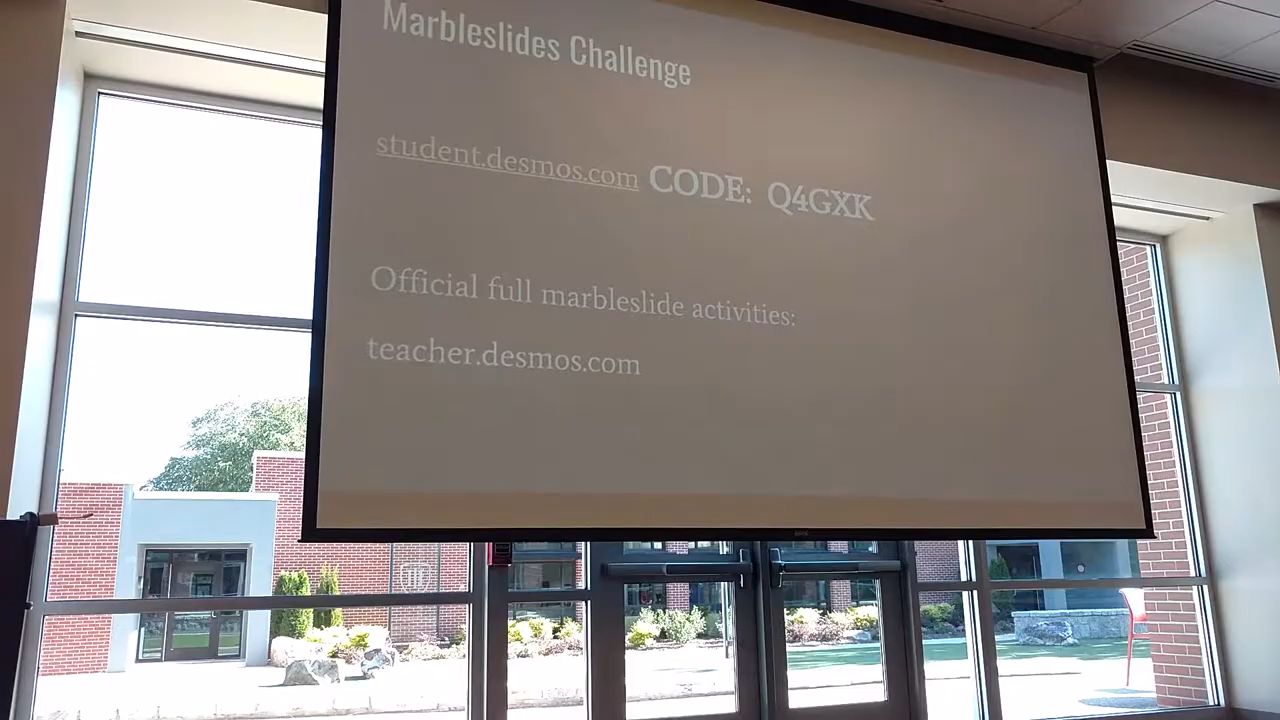 Marbleslides Challenge
student.desmos.com CODE: Q4GXK
Official full marbleslide activities:
teacher.desmos.com